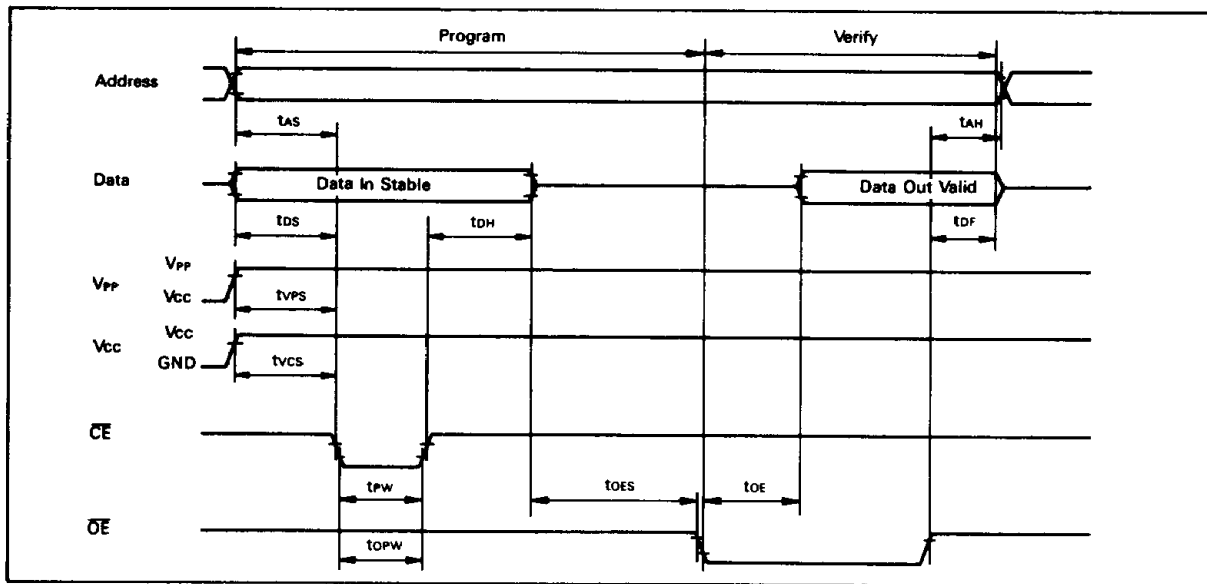 Program Verify
Address
tAS tAH
Data Data In Stable Data Out Valid
tDS tDH tDF
VPP
VPP
Vcc
tVPS
Vcc
Vcc
GND
tVCS
CE
tPW tOES tOE
OE
tOPW